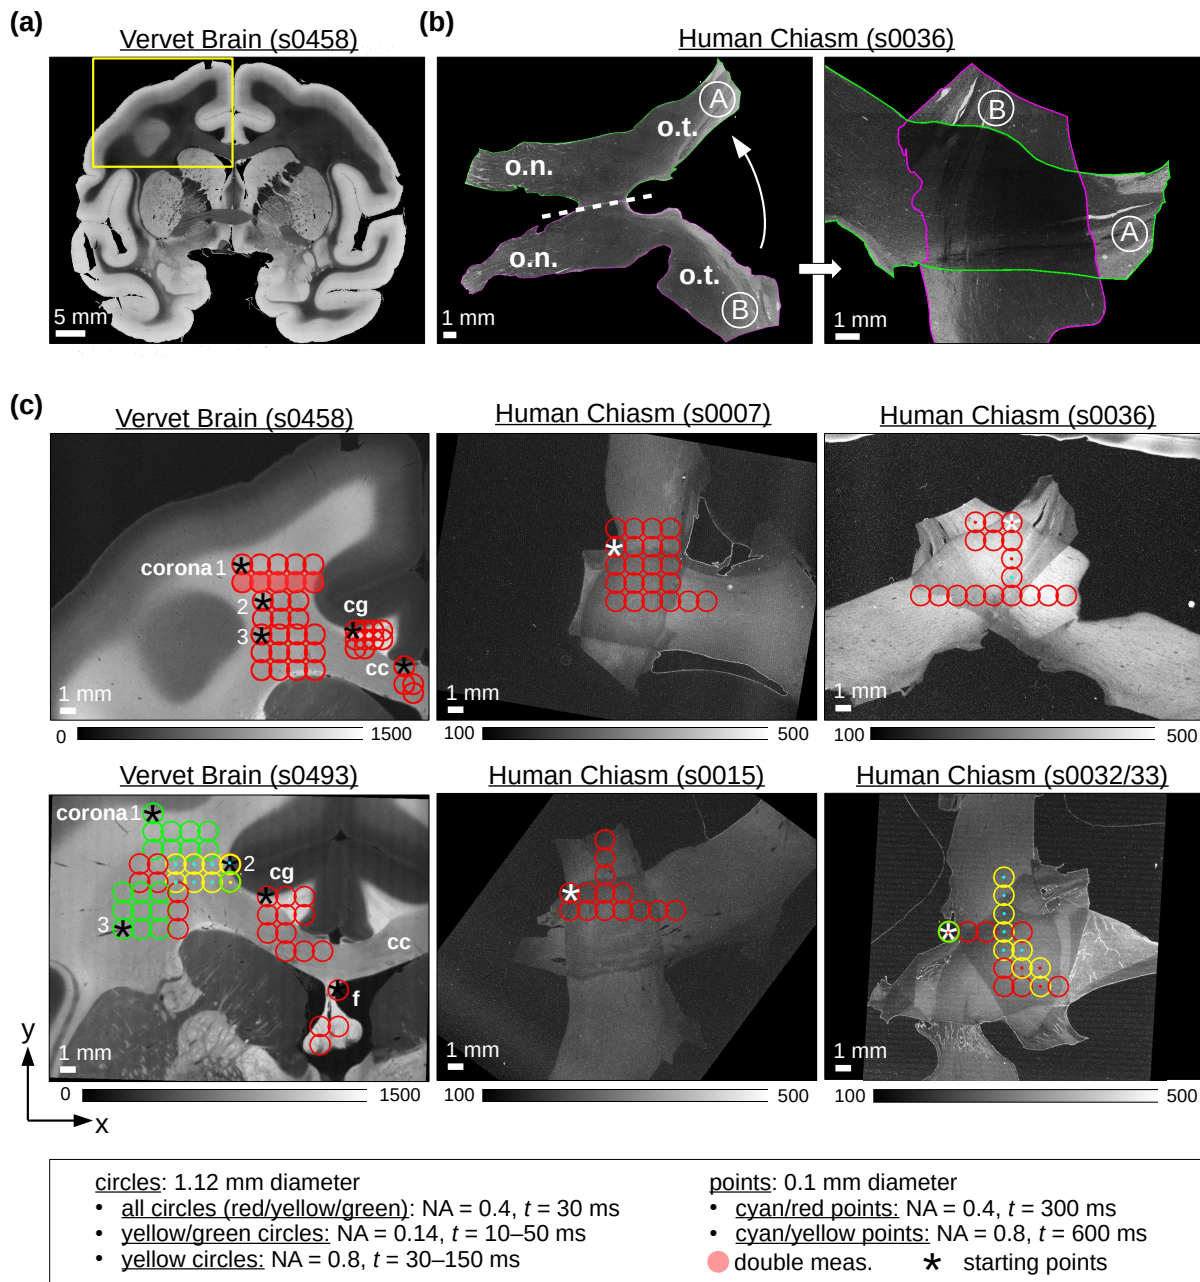 (a)
Vervet Brain (s0458)
5 mm
(b)
Human Chiasm (s0036)
A
o.t.
o.n.
o.n.
o.t.
B
1 mm
B
A
1 mm
(c)
Vervet Brain (s0458)
corona 1
2
3
cg
cc
1 mm
0 1500
Human Chiasm (s0007)
1 mm
100 500
Human Chiasm (s0036)
1 mm
100 500
Vervet Brain (s0493)
corona 1
2
cg
3
cc
f
1 mm
0 1500
y
x
Human Chiasm (s0015)
1 mm
100 500
Human Chiasm (s0032/33)
1 mm
100 500
circles: 1.12 mm diameter
• all circles (red/yellow/green): NA = 0.4, t = 30 ms
• yellow/green circles: NA = 0.14, t = 10–50 ms
• yellow circles: NA = 0.8, t = 30–150 ms
points: 0.1 mm diameter
• cyan/red points: NA = 0.4, t = 300 ms
• cyan/yellow points: NA = 0.8, t = 600 ms
double meas. * starting points